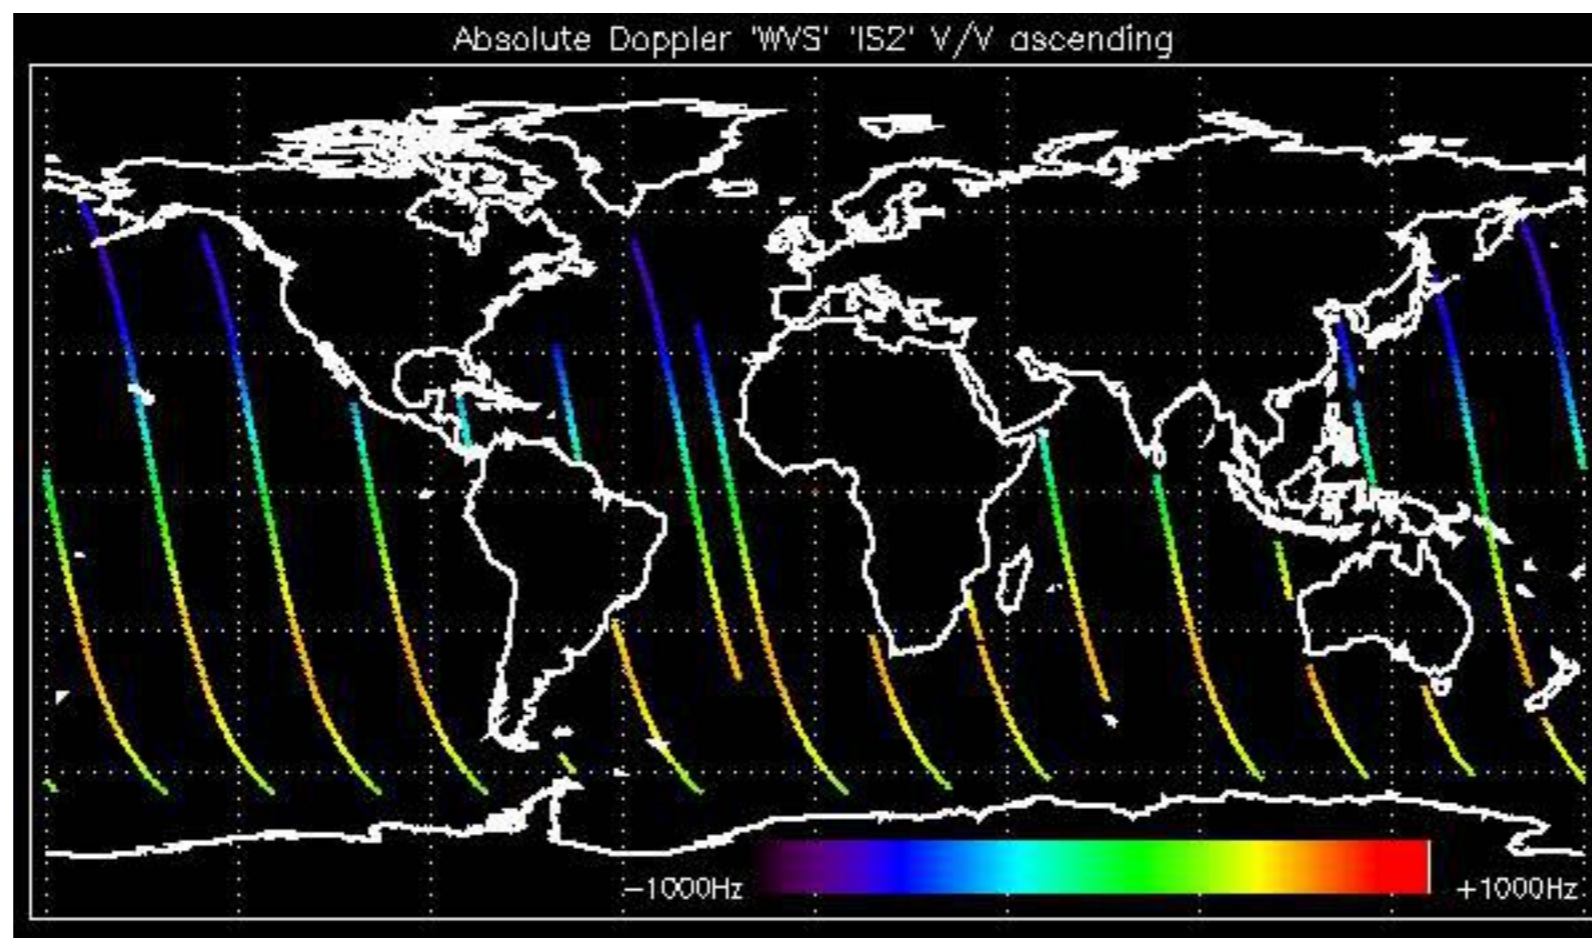 Absolute Doppler 'WVS' 'IS2' V/V ascending
-1000Hz +1000Hz